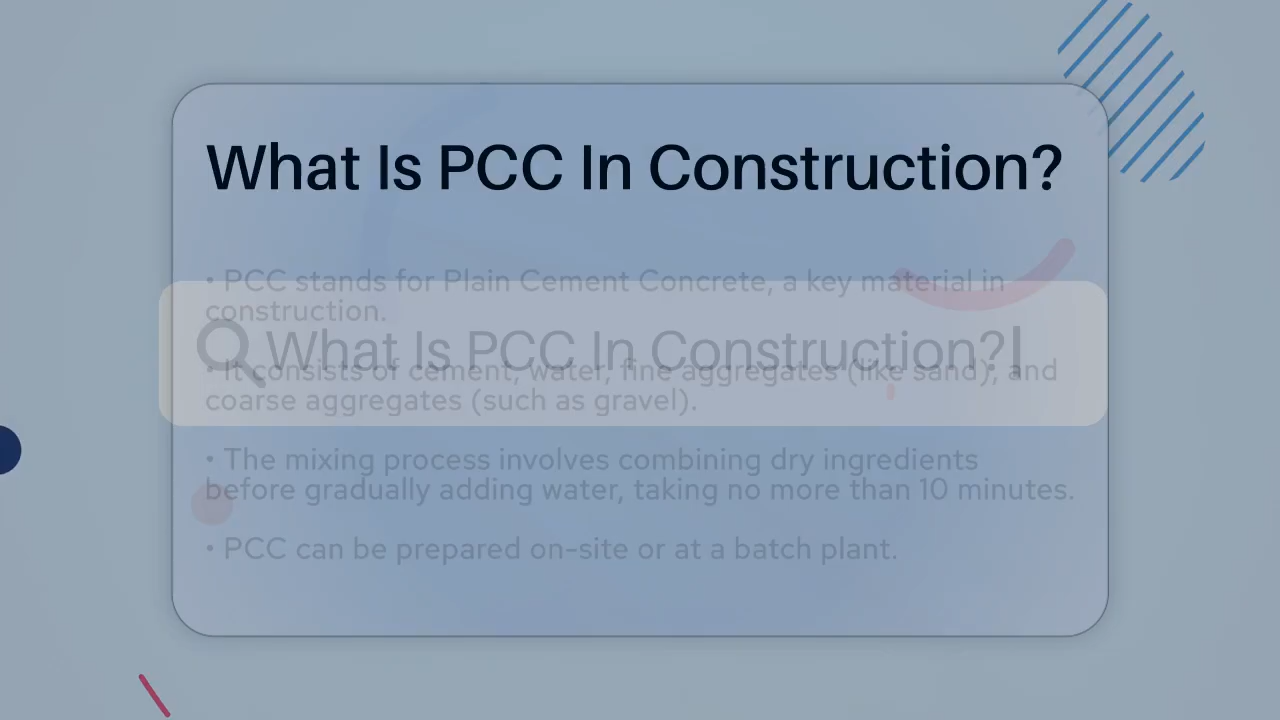 What Is PCC In Construction?
• PCC stands for Plain Cement Concrete, a key material in
construction.
What Is PCC In Construction?
• It consists of cement, water, fine aggregates (like sand), and
coarse aggregates (such as gravel).
• The mixing process involves combining dry ingredients
before gradually adding water, taking no more than 10 minutes.
• PCC can be prepared on-site or at a batch plant.